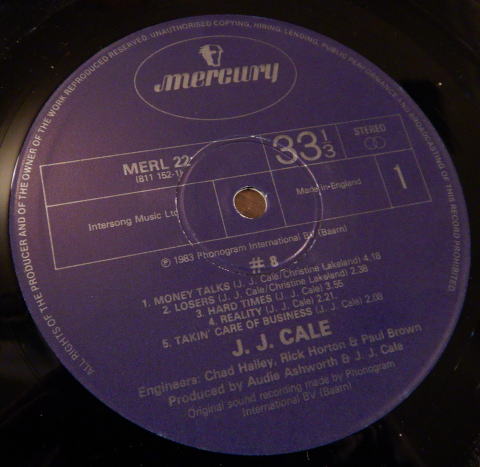 ALL RIGHTS OF THE PRODUCER AND OF THE OWNER OF THE WORK REPRODUCED RESERVED. UNAUTHORISED COPYING, HIRING, LENDING, PUBLIC PERFORMANCE AND BROADCASTING OF THIS RECORD PROHIBITED.
mercury
MERL 22
(811 152-1)
33 1/3
STEREO
Intersong Music Ltd
Made in England
1
℗ 1983 Phonogram International BV (Baarn)
# 8
1. MONEY TALKS (J. J. Cale/Christine Lakeland) 4.18
2. LOSERS (J. J. Cale/Christine Lakeland) 2.38
3. HARD TIMES (J. J. Cale) 3.55
4. REALITY (J. J. Cale) 2.21
5. TAKIN' CARE OF BUSINESS (J. J. Cale) 2.08
J. J. CALE
Engineers: Chad Hailey, Rick Horton & Paul Brown
Produced by Audie Ashworth & J. J. Cale
Original sound recording made by Phonogram
International BV (Baarn)